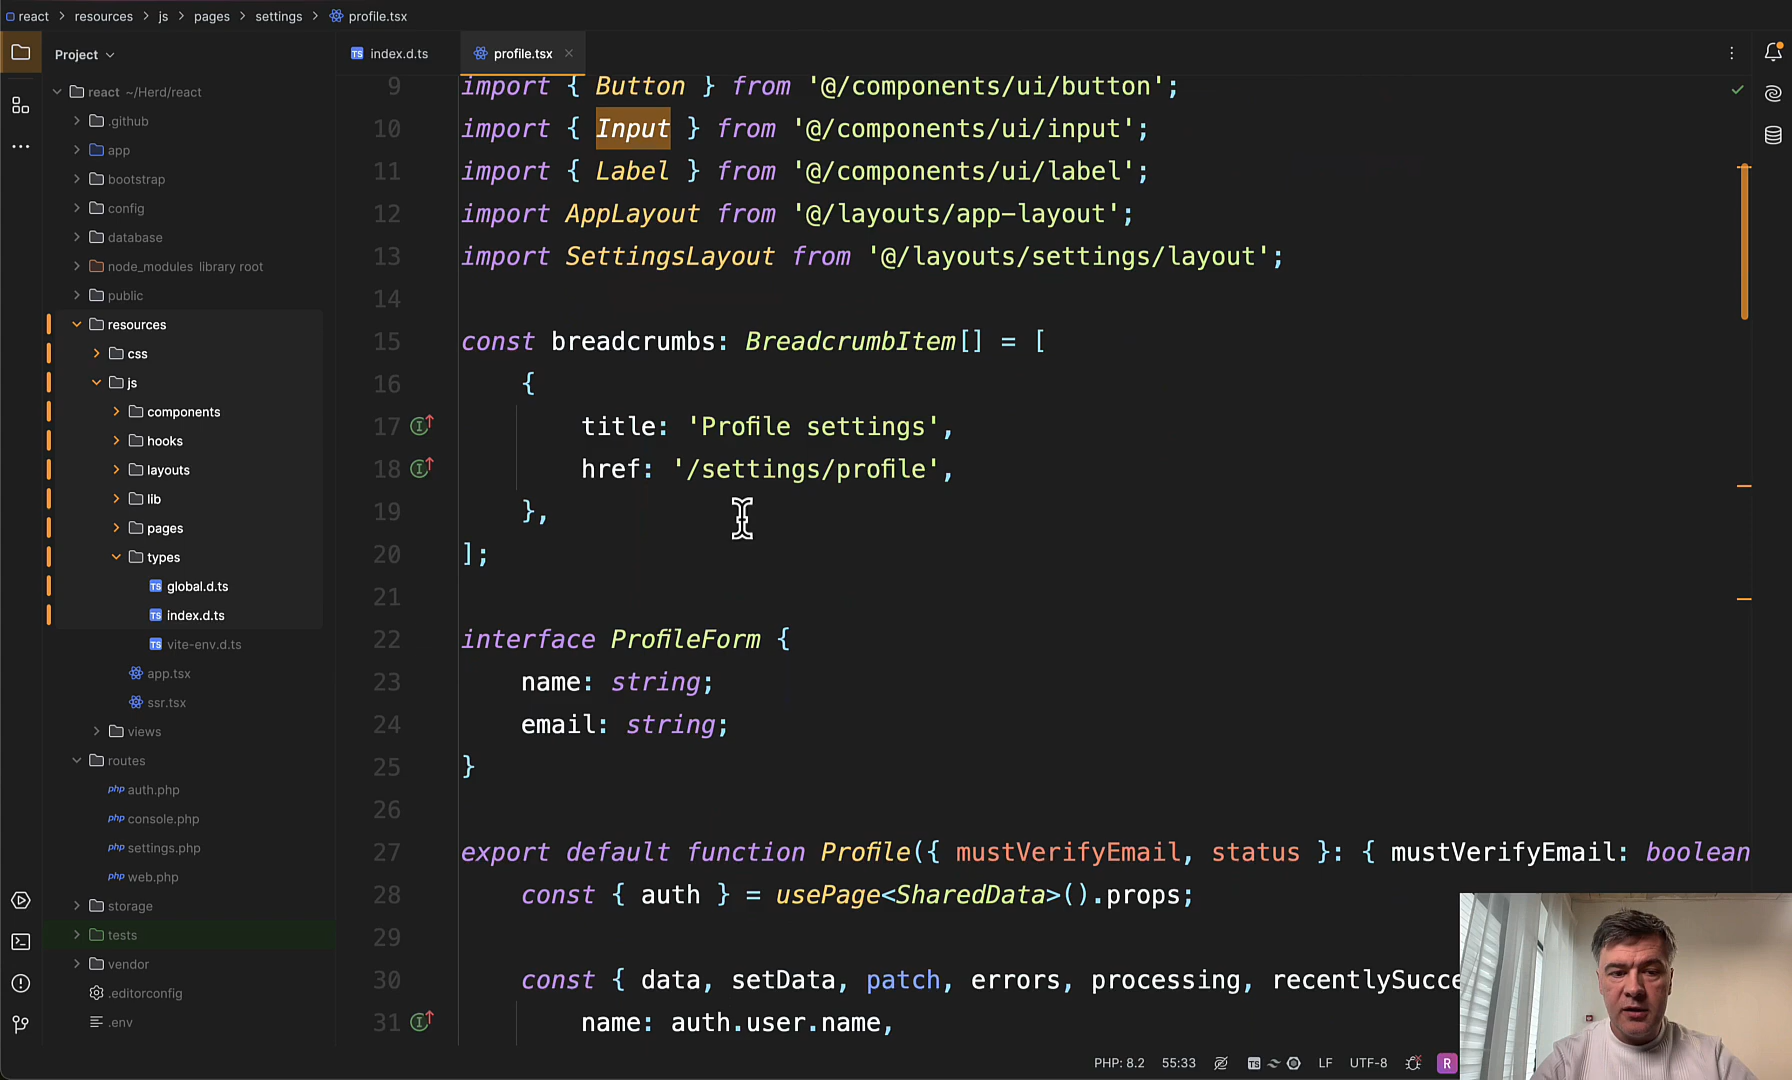 react > resources > js > pages > settings > profile.tsx
Project
index.d.ts
profile.tsx
react ~/Herd/react
.github
app
bootstrap
config
database
node_modules library root
public
resources
css
js
components
hooks
layouts
lib
pages
types
global.d.ts
index.d.ts
vite-env.d.ts
app.tsx
ssr.tsx
views
routes
php auth.php
php console.php
php settings.php
php web.php
storage
tests
vendor
.editorconfig
.env
9 import { Button } from '@/components/ui/button';
10 import { Input } from '@/components/ui/input';
11 import { Label } from '@/components/ui/label';
12 import AppLayout from '@/layouts/app-layout';
13 import SettingsLayout from '@/layouts/settings/layout';
14
15 const breadcrumbs: BreadcrumbItem[] = [
16 {
17 title: 'Profile settings',
18 href: '/settings/profile',
19 },
20 ];
21
22 interface ProfileForm {
23 name: string;
24 email: string;
25 }
26
27 export default function Profile({ mustVerifyEmail, status }: { mustVerifyEmail: boolean
28 const { auth } = usePage<SharedData>().props;
29
30 const { data, setData, patch, errors, processing, recentlySucce
31 name: auth.user.name,
PHP: 8.2 55:33 TS LF UTF-8 R